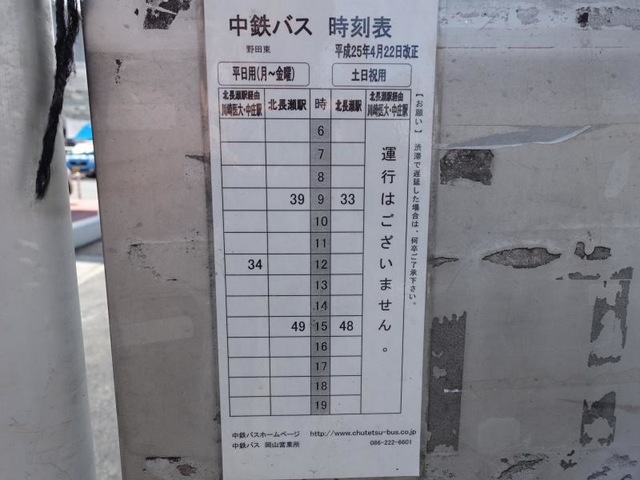 中鉄バス 時刻表
野田東 平成25年4月22日改正
平日用(月～金曜) 土日祝用
北長瀬駅経由 川崎医大・中庄駅 北長瀬駅 時 北長瀬駅 北長瀬駅経由 川崎医大・中庄駅
6
7
8
39 9 33
10
11
34 12
13
14
49 15 48
16
17
18
19
運行はございません。
【お願い】渋滞で遅延した場合は、何卒ご了承下さい。
中鉄バスホームページ http://www.chutetsu-bus.co.jp
中鉄バス 岡山営業所 086-222-6601